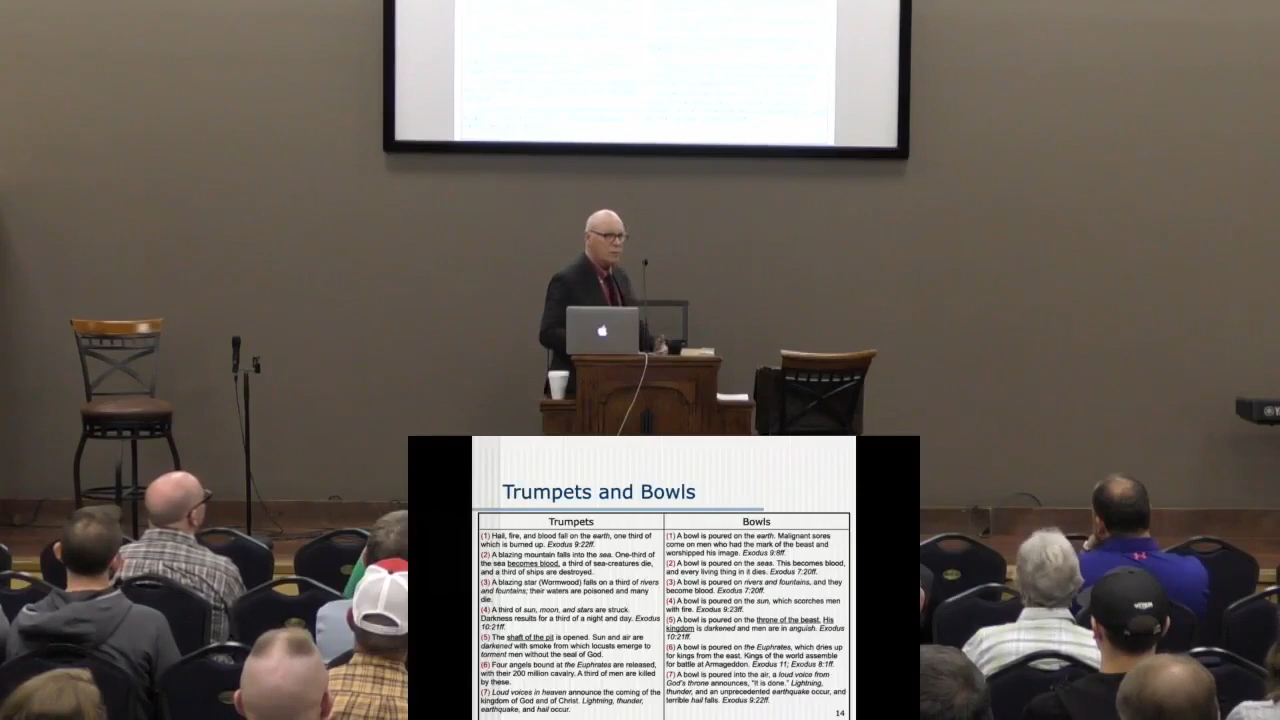 Trumpets and Bowls
Trumpets
(1) Hail, fire, and blood fall on the earth, one third of
which is burned up. Exodus 9:22ff.
(2) A blazing mountain falls into the sea. One-third of
the sea becomes blood, a third of sea-creatures die,
and a third of ships are destroyed.
(3) A blazing star (Wormwood) falls on a third of rivers
and fountains; their waters are poisoned and many
die.
(4) A third of sun, moon, and stars are struck.
Darkness results for a third of a night and day. Exodus
10:21ff.
(5) The shaft of the pit is opened. Sun and air are
darkened with smoke from which locusts emerge to
torment men without the seal of God.
(6) Four angels bound at the Euphrates are released,
with their 200 million cavalry. A third of men are killed
by these.
(7) Loud voices in heaven announce the coming of the
kingdom of God and of Christ. Lightning, thunder,
earthquake, and hail occur.
Bowls
(1) A bowl is poured on the earth. Malignant sores
come on men who had the mark of the beast and
worshipped his image. Exodus 9:8ff.
(2) A bowl is poured on the seas. This becomes blood,
and every living thing in it dies. Exodus 7:20ff.
(3) A bowl is poured on rivers and fountains, and they
become blood. Exodus 7:20ff.
(4) A bowl is poured on the sun, which scorches men
with fire. Exodus 9:23ff.
(5) A bowl is poured on the throne of the beast. His
kingdom is darkened and men are in anguish. Exodus
10:21ff.
(6) A bowl is poured on the Euphrates, which dries up
for kings from the east. Kings of the world assemble
for battle at Armageddon. Exodus 11; Exodus 8:1ff.
(7) A bowl is poured into the air, a loud voice from
God's throne announces, "It is done." Lightning,
thunder, and an unprecedented earthquake occur, and
terrible hail falls. Exodus 9:22ff.
14